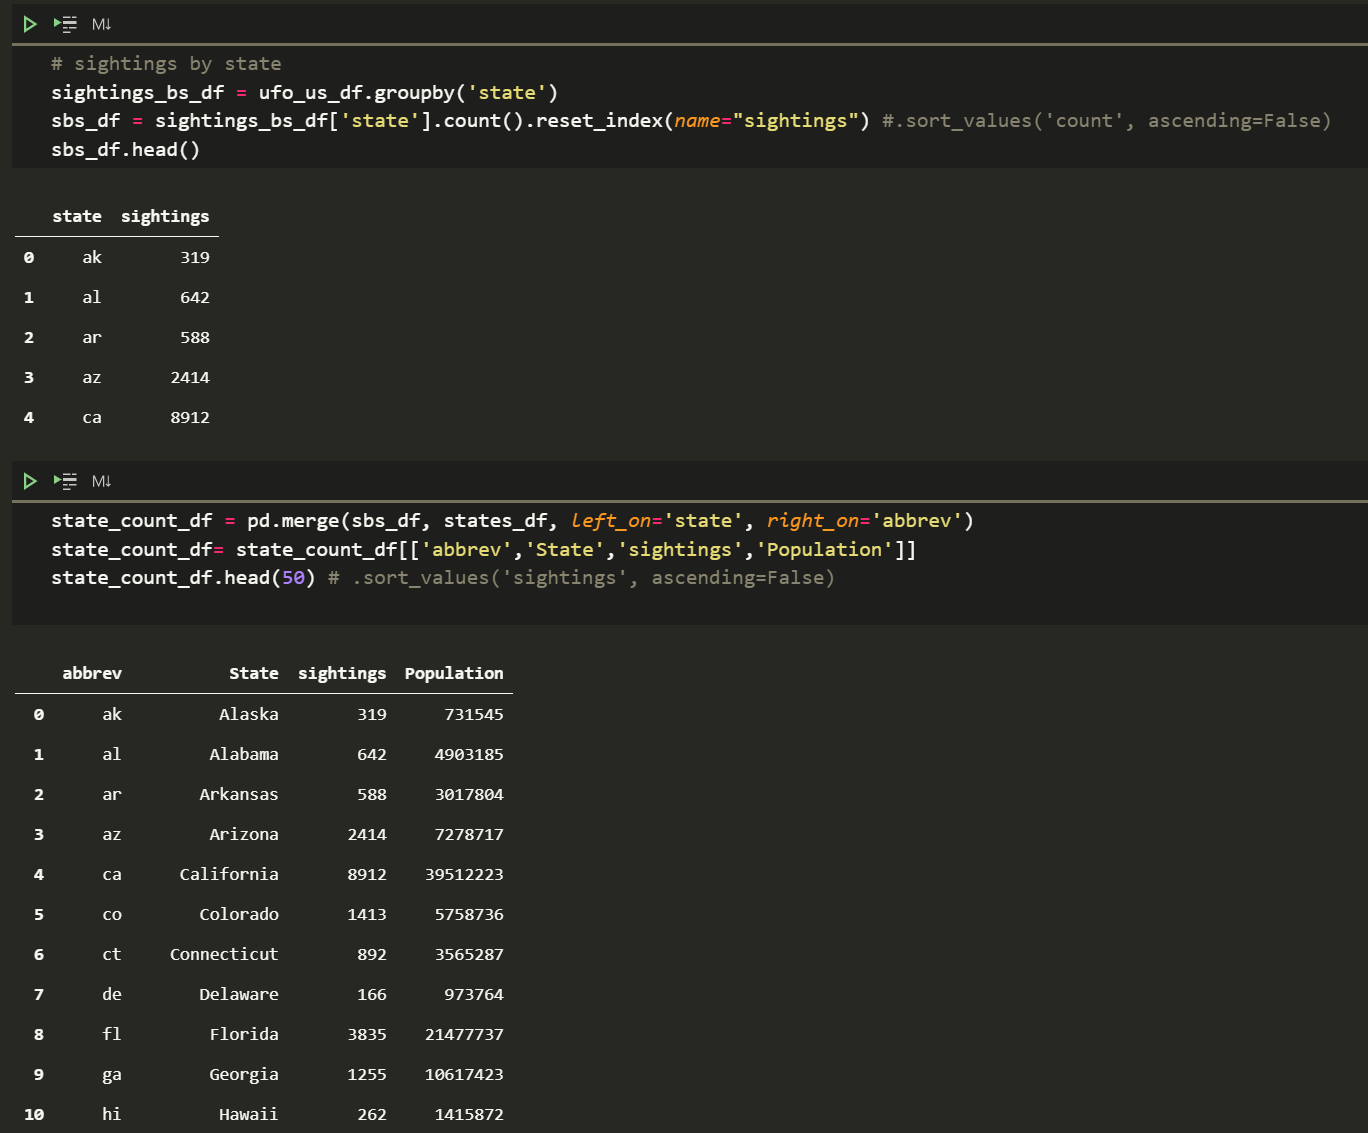 M↓
# sightings by state
sightings_bs_df = ufo_us_df.groupby('state')
sbs_df = sightings_bs_df['state'].count().reset_index(name="sightings") #.sort_values('count', ascending=False)
sbs_df.head()
state sightings
0 ak 319
1 al 642
2 ar 588
3 az 2414
4 ca 8912
M↓
state_count_df = pd.merge(sbs_df, states_df, left_on='state', right_on='abbrev')
state_count_df= state_count_df[['abbrev','State','sightings','Population']]
state_count_df.head(50) # .sort_values('sightings', ascending=False)
abbrev State sightings Population
0 ak Alaska 319 731545
1 al Alabama 642 4903185
2 ar Arkansas 588 3017804
3 az Arizona 2414 7278717
4 ca California 8912 39512223
5 co Colorado 1413 5758736
6 ct Connecticut 892 3565287
7 de Delaware 166 973764
8 fl Florida 3835 21477737
9 ga Georgia 1255 10617423
10 hi Hawaii 262 1415872